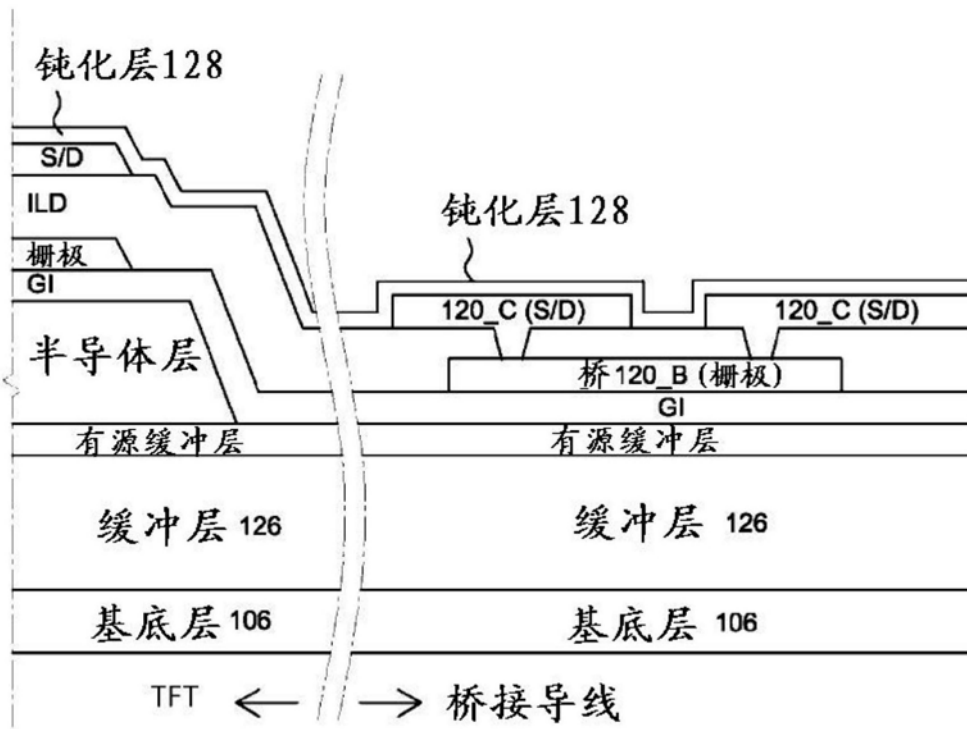 钝化层128
S/D
ILD
钝化层128
栅极
GI
120_C (S/D)
120_C (S/D)
半导体层
桥 120_B (栅极)
GI
有源缓冲层
有源缓冲层
缓冲层 126
缓冲层 126
基底层 106
基底层 106
TFT
桥接导线